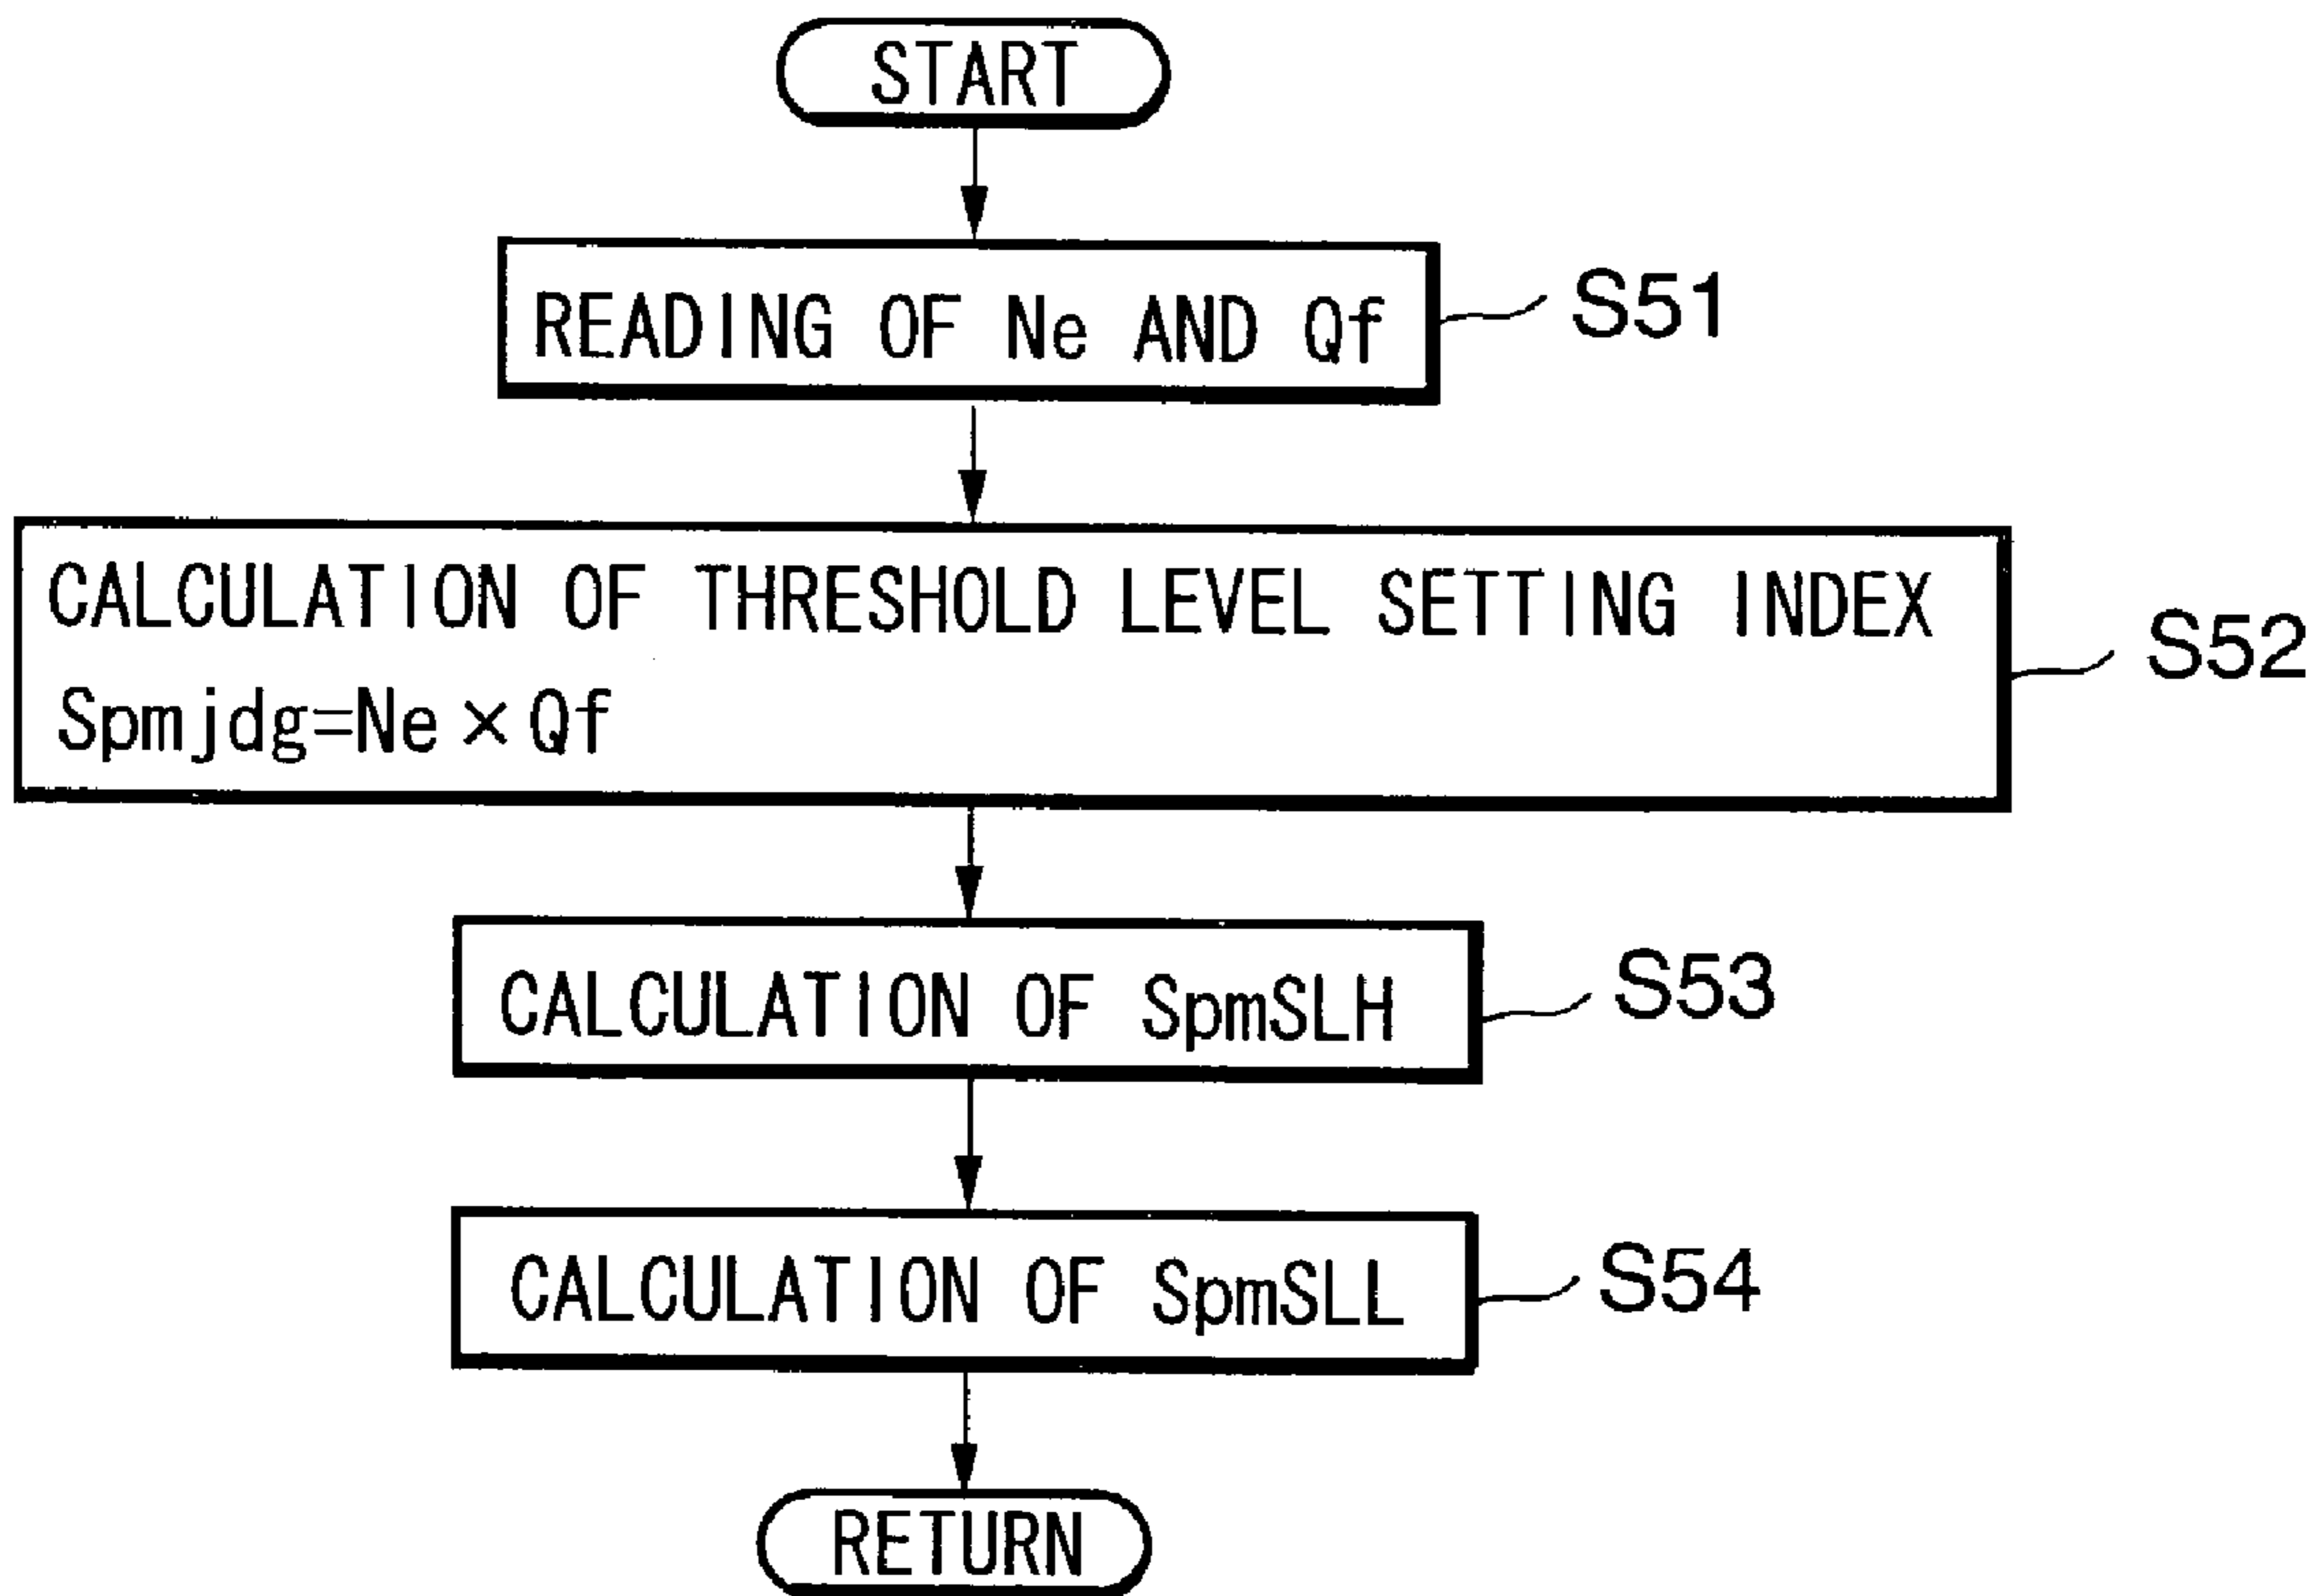 START
READING OF Ne AND Qf
S51
CALCULATION OF THRESHOLD LEVEL SETTING INDEX
Spmjdg=Ne×Qf
S52
CALCULATION OF SpmSLH
S53
CALCULATION OF SpmSLL
S54
RETURN